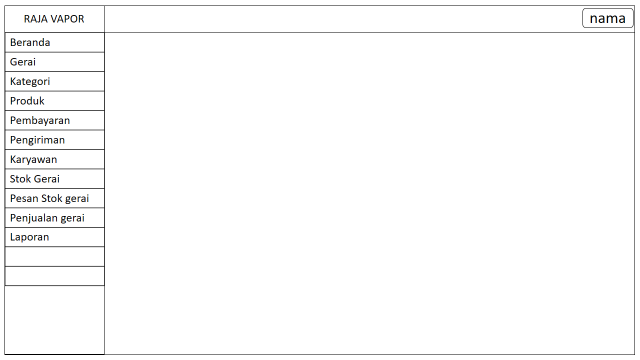 RAJA VAPOR
nama
Beranda
Gerai
Kategori
Produk
Pembayaran
Pengiriman
Karyawan
Stok Gerai
Pesan Stok gerai
Penjualan gerai
Laporan